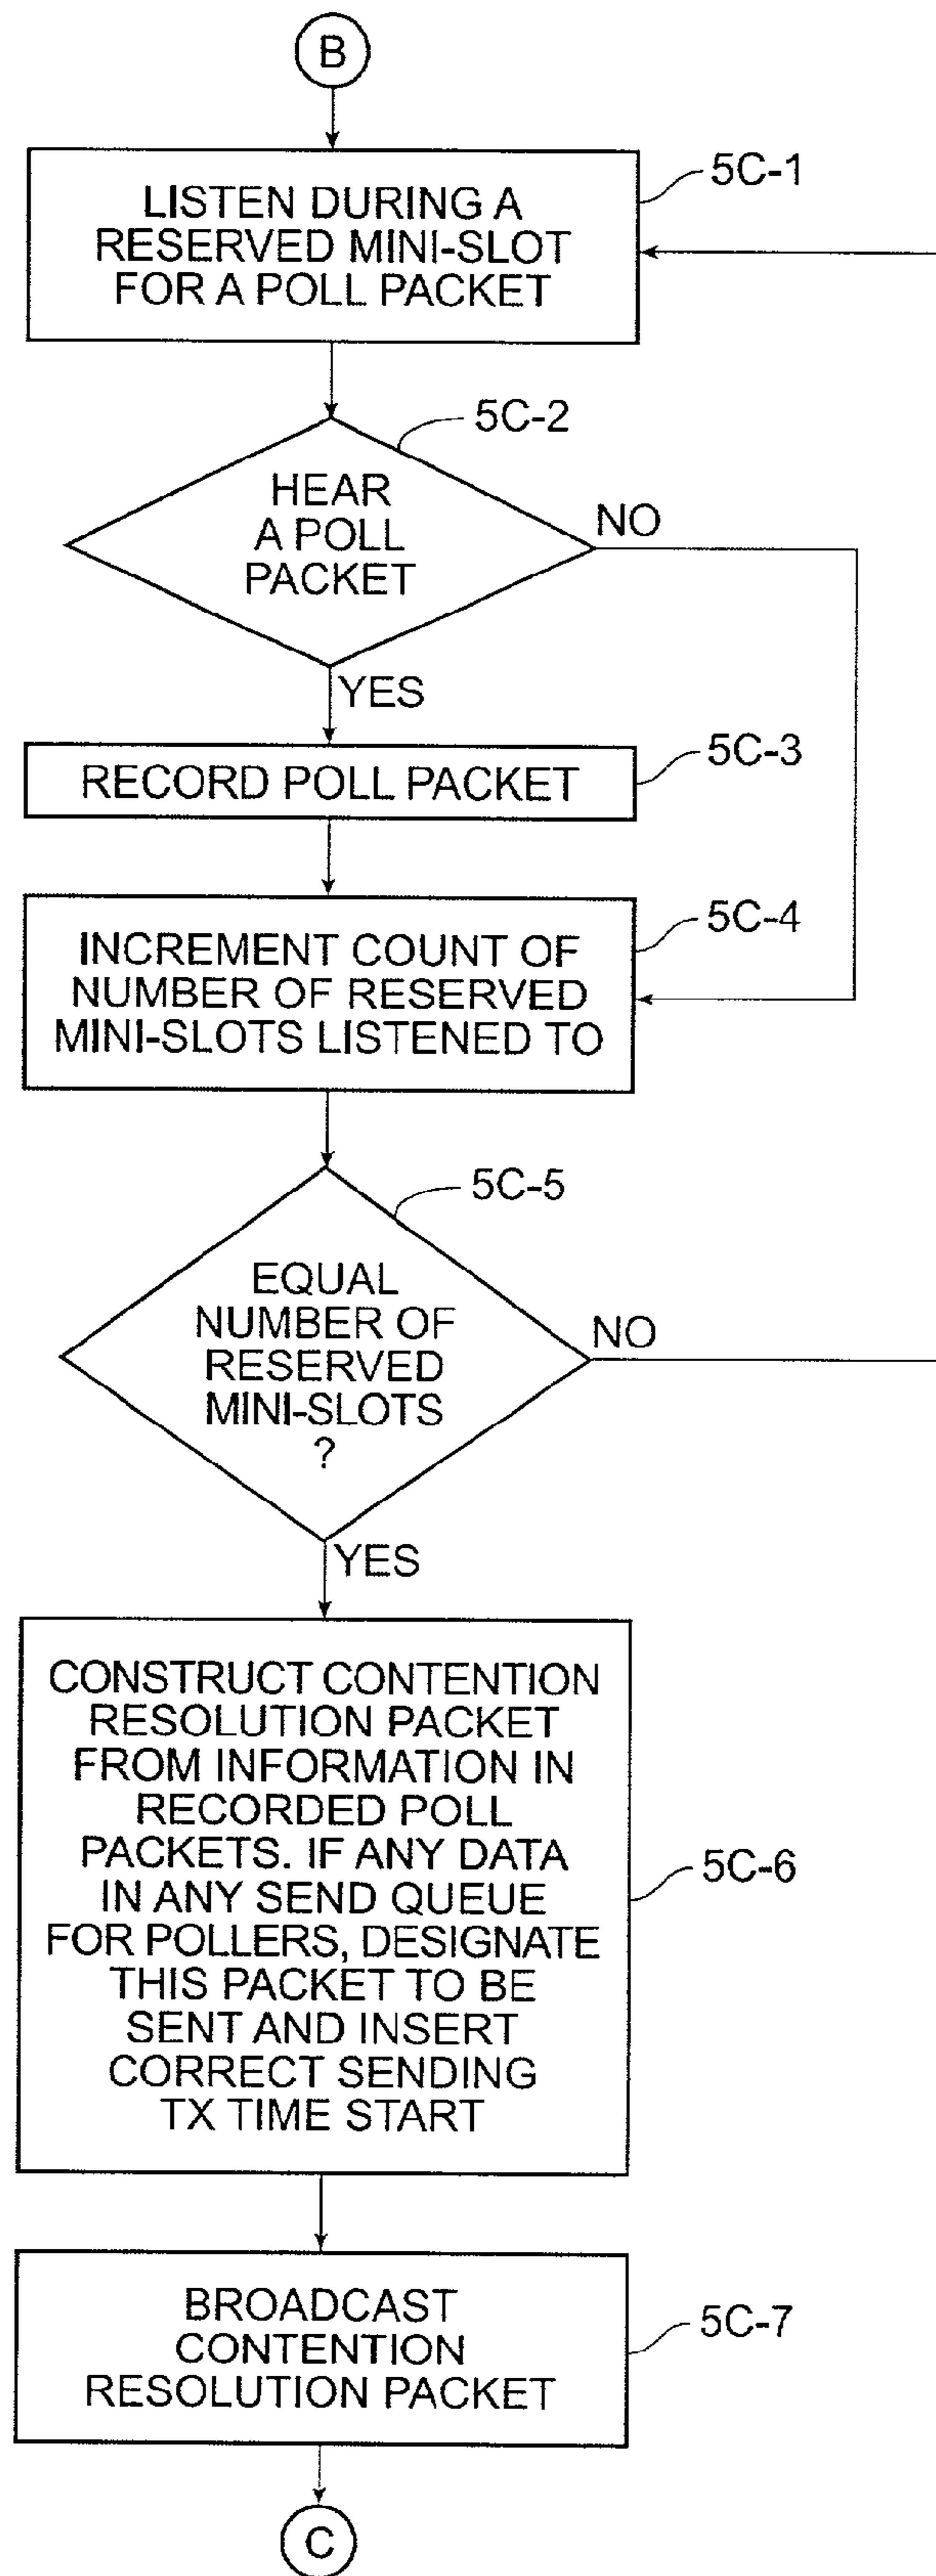 B
5C-1
LISTEN DURING A
RESERVED MINI-SLOT
FOR A POLL PACKET
5C-2
HEAR
A POLL
PACKET
NO
YES
5C-3
RECORD POLL PACKET
5C-4
INCREMENT COUNT OF
NUMBER OF RESERVED
MINI-SLOTS LISTENED TO
5C-5
EQUAL
NUMBER OF
RESERVED
MINI-SLOTS
?
NO
YES
CONSTRUCT CONTENTION
RESOLUTION PACKET
FROM INFORMATION IN
RECORDED POLL
PACKETS. IF ANY DATA
IN ANY SEND QUEUE
FOR POLLERS, DESIGNATE
THIS PACKET TO BE
SENT AND INSERT
CORRECT SENDING
TX TIME START
5C-6
BROADCAST
CONTENTION
RESOLUTION PACKET
5C-7
C